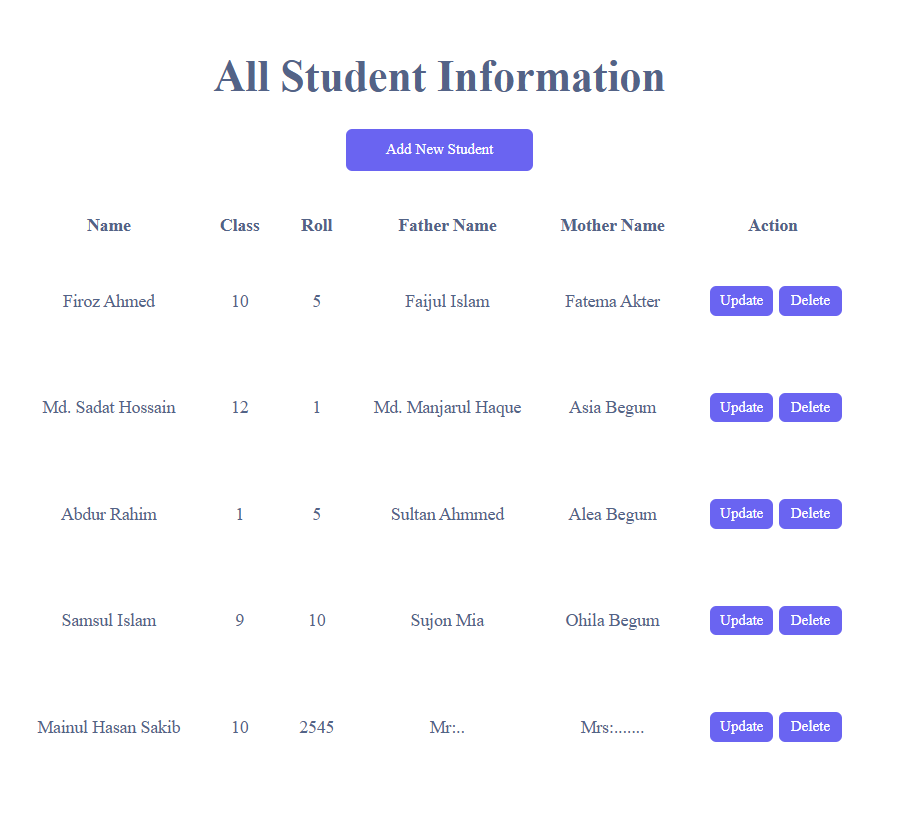 All Student Information
Add New Student
Name Class Roll Father Name Mother Name Action
Firoz Ahmed 10 5 Faijul Islam Fatema Akter Update Delete
Md. Sadat Hossain 12 1 Md. Manjarul Haque Asia Begum Update Delete
Abdur Rahim 1 5 Sultan Ahmmed Alea Begum Update Delete
Samsul Islam 9 10 Sujon Mia Ohila Begum Update Delete
Mainul Hasan Sakib 10 2545 Mr:.. Mrs:....... Update Delete